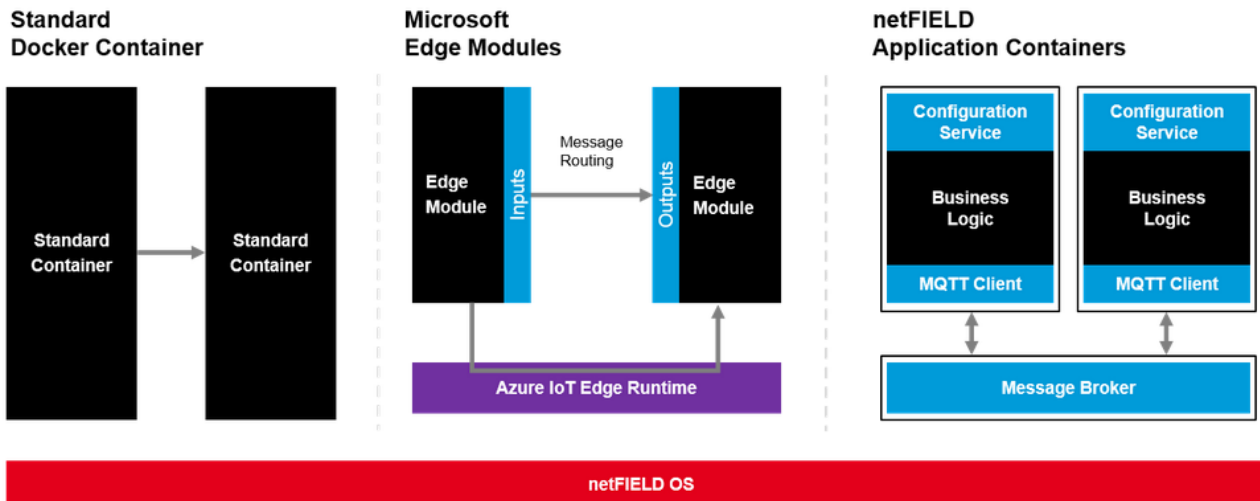 Standard
Docker Container
Microsoft
Edge Modules
netFIELD
Application Containers
Standard
Container
Standard
Container
Edge
Module
Inputs
Message
Routing
Outputs
Edge
Module
Azure IoT Edge Runtime
Configuration
Service
Business
Logic
MQTT Client
Configuration
Service
Business
Logic
MQTT Client
Message Broker
netFIELD OS